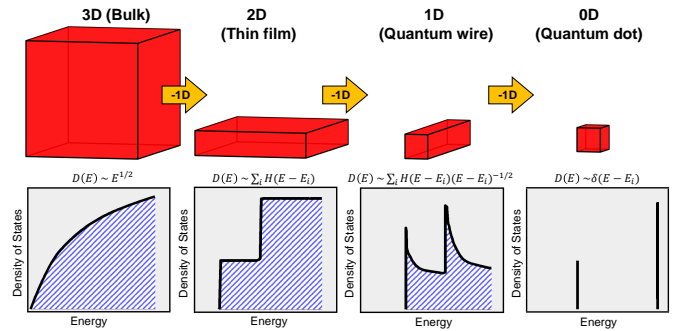 3D (Bulk)
2D
(Thin film)
1D
(Quantum wire)
0D
(Quantum dot)
-1D
-1D
-1D
D(E) ~ E^{1/2}
D(E) ~ ∑_i H(E − E_i)
D(E) ~ ∑_i H(E − E_i)(E − E_i)^{−1/2}
D(E)~δ(E − E_i)
Density of States
Energy
Density of States
Energy
Density of States
Energy
Density of States
Energy